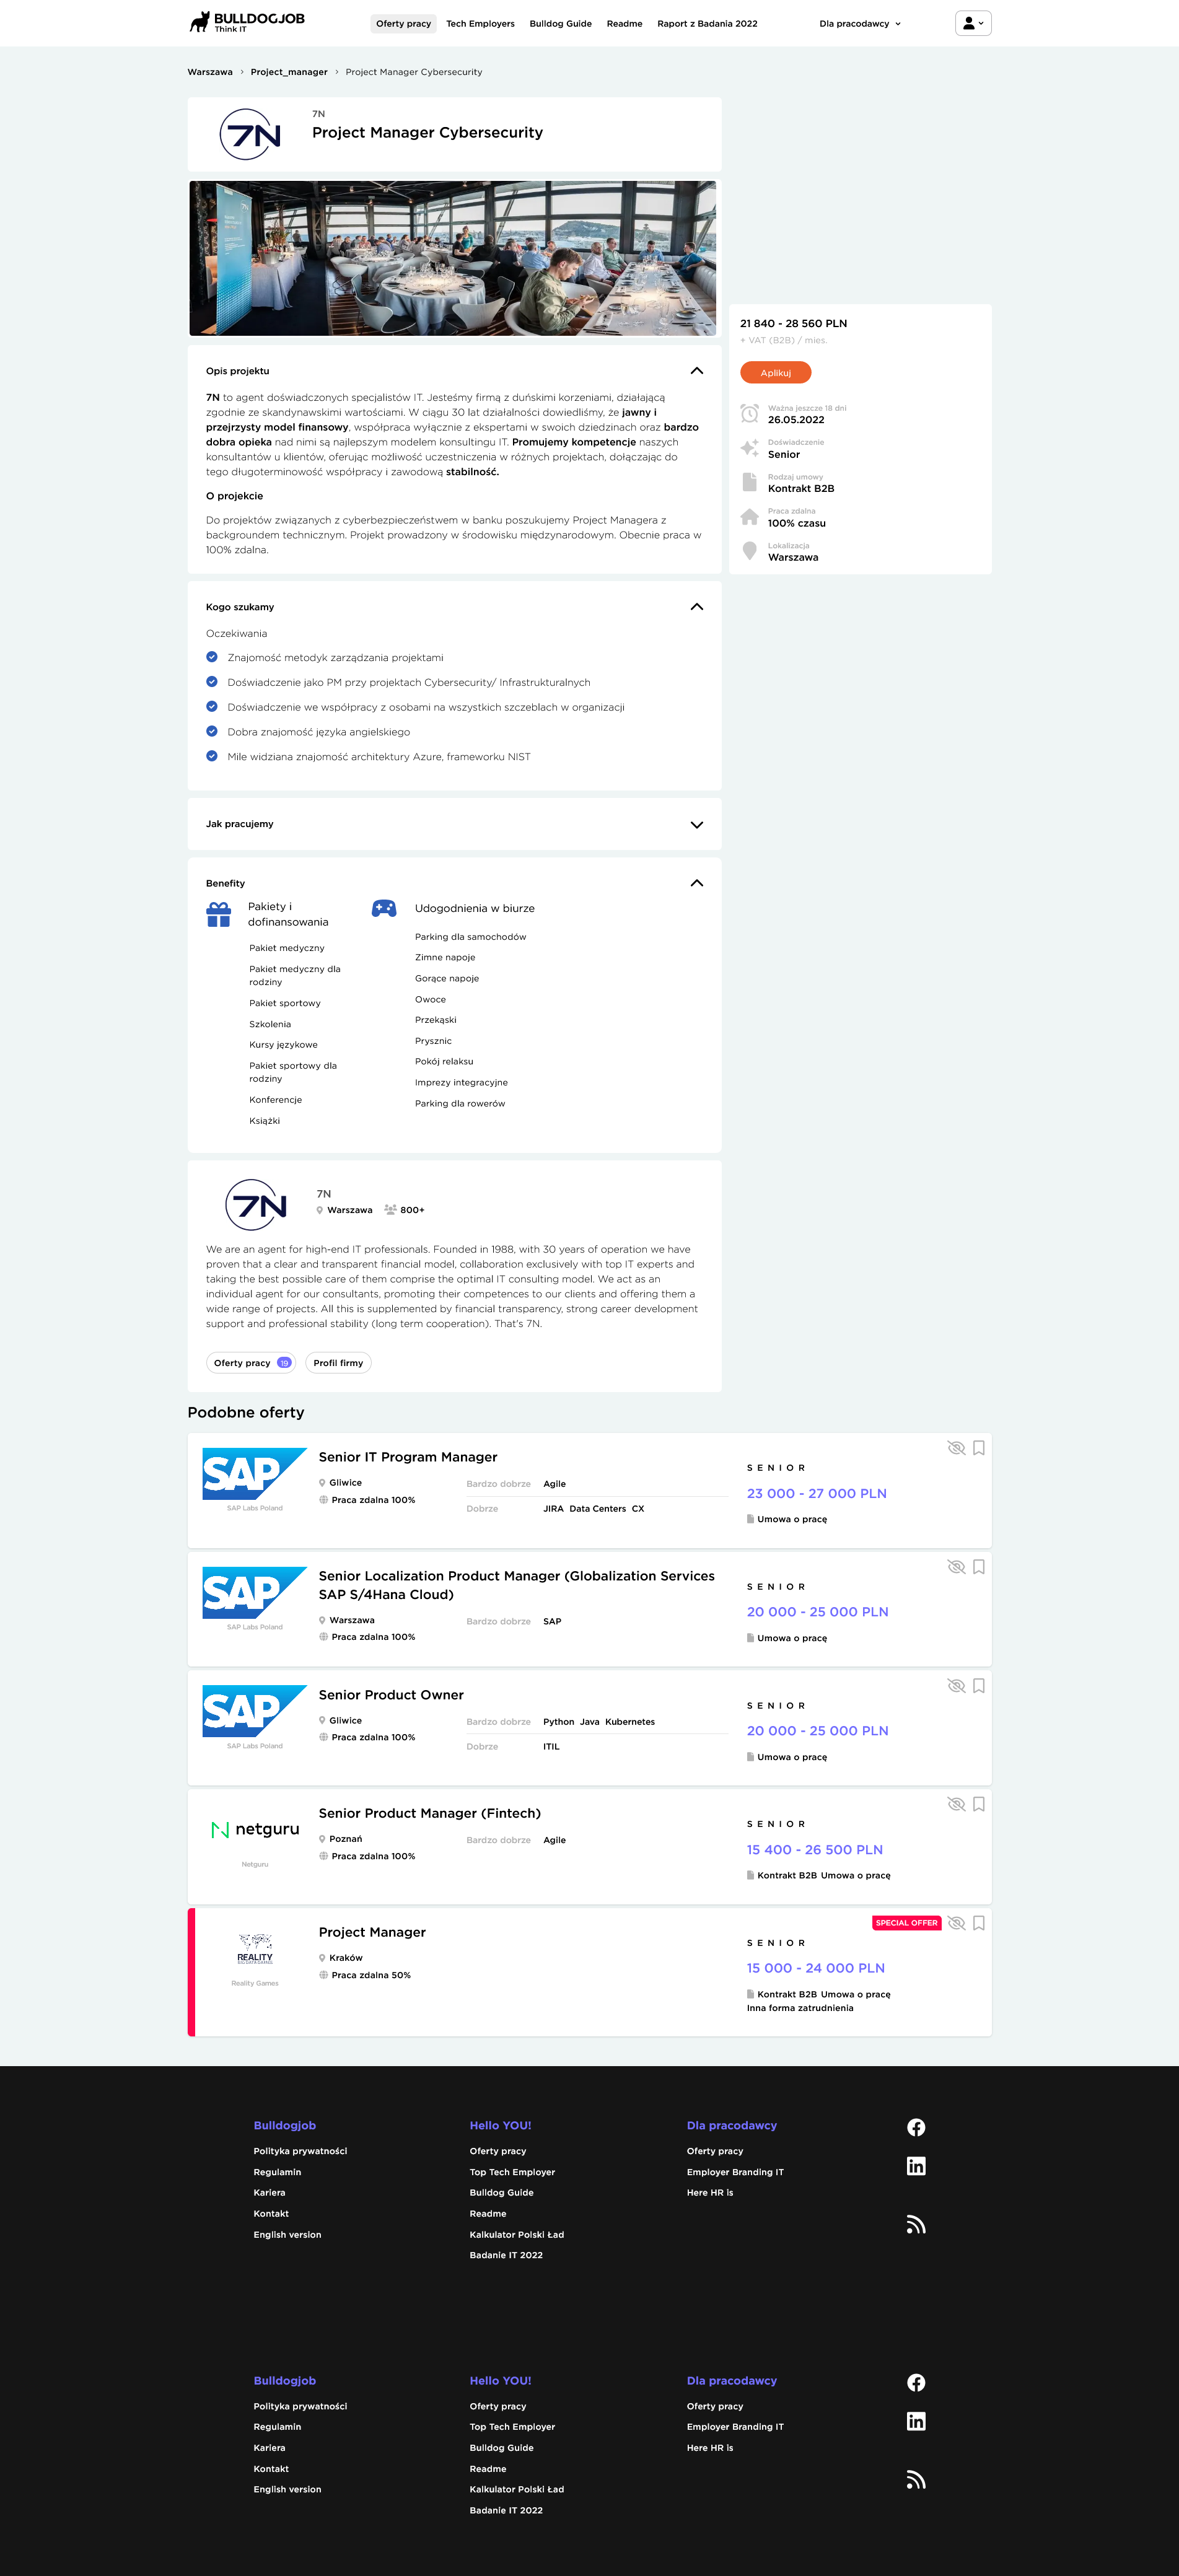 BULLDOGJOB
Think IT
Oferty pracy
Tech Employers
Bulldog Guide
Readme
Raport z Badania 2022
Dla pracodawcy
Warszawa
Project_manager
Project Manager Cybersecurity
7N
7N
Project Manager Cybersecurity
21 840 - 28 560 PLN
+ VAT (B2B) / mies.
Aplikuj
Ważna jeszcze 18 dni
26.05.2022
Doświadczenie
Senior
Rodzaj umowy
Kontrakt B2B
Praca zdalna
100% czasu
Lokalizacja
Warszawa
Opis projektu
7N to agent doświadczonych specjalistów IT. Jesteśmy firmą z duńskimi korzeniami, działającą
zgodnie ze skandynawskimi wartościami. W ciągu 30 lat działalności dowiedliśmy, że jawny i
przejrzysty model finansowy, współpraca wyłącznie z ekspertami w swoich dziedzinach oraz bardzo
dobra opieka nad nimi są najlepszym modelem konsultingu IT. Promujemy kompetencje naszych
konsultantów u klientów, oferując możliwość uczestniczenia w różnych projektach, dołączając do
tego długoterminowość współpracy i zawodową stabilność.
O projekcie
Do projektów związanych z cyberbezpieczeństwem w banku poszukujemy Project Managera z
backgroundem technicznym. Projekt prowadzony w środowisku międzynarodowym. Obecnie praca w
100% zdalna.
Kogo szukamy
Oczekiwania
Znajomość metodyk zarządzania projektami
Doświadczenie jako PM przy projektach Cybersecurity/ Infrastrukturalnych
Doświadczenie we współpracy z osobami na wszystkich szczeblach w organizacji
Dobra znajomość języka angielskiego
Mile widziana znajomość architektury Azure, frameworku NIST
Jak pracujemy
Benefity
Pakiety i
dofinansowania
Pakiet medyczny
Pakiet medyczny dla
rodziny
Pakiet sportowy
Szkolenia
Kursy językowe
Pakiet sportowy dla
rodziny
Konferencje
Książki
Udogodnienia w biurze
Parking dla samochodów
Zimne napoje
Gorące napoje
Owoce
Przekąski
Prysznic
Pokój relaksu
Imprezy integracyjne
Parking dla rowerów
7N
7N
Warszawa
800+
We are an agent for high-end IT professionals. Founded in 1988, with 30 years of operation we have
proven that a clear and transparent financial model, collaboration exclusively with top IT experts and
taking the best possible care of them comprise the optimal IT consulting model. We act as an
individual agent for our consultants, promoting their competences to our clients and offering them a
wide range of projects. All this is supplemented by financial transparency, strong career development
support and professional stability (long term cooperation). That's 7N.
Oferty pracy 19
Profil firmy
Podobne oferty
SAP
SAP Labs Poland
Senior IT Program Manager
Gliwice
Praca zdalna 100%
Bardzo dobrze Agile
Dobrze JIRA Data Centers CX
SENIOR
23 000 - 27 000 PLN
Umowa o pracę
SAP
SAP Labs Poland
Senior Localization Product Manager (Globalization Services
SAP S/4Hana Cloud)
Warszawa
Praca zdalna 100%
Bardzo dobrze SAP
SENIOR
20 000 - 25 000 PLN
Umowa o pracę
SAP
SAP Labs Poland
Senior Product Owner
Gliwice
Praca zdalna 100%
Bardzo dobrze Python Java Kubernetes
Dobrze ITIL
SENIOR
20 000 - 25 000 PLN
Umowa o pracę
netguru
Netguru
Senior Product Manager (Fintech)
Poznań
Praca zdalna 100%
Bardzo dobrze Agile
SENIOR
15 400 - 26 500 PLN
Kontrakt B2B Umowa o pracę
REALITY
Reality Games
Project Manager
Kraków
Praca zdalna 50%
SPECIAL OFFER
SENIOR
15 000 - 24 000 PLN
Kontrakt B2B Umowa o pracę
Inna forma zatrudnienia
Bulldogjob
Polityka prywatności
Regulamin
Kariera
Kontakt
English version
Hello YOU!
Oferty pracy
Top Tech Employer
Bulldog Guide
Readme
Kalkulator Polski Ład
Badanie IT 2022
Dla pracodawcy
Oferty pracy
Employer Branding IT
Here HR is
Bulldogjob
Polityka prywatności
Regulamin
Kariera
Kontakt
English version
Hello YOU!
Oferty pracy
Top Tech Employer
Bulldog Guide
Readme
Kalkulator Polski Ład
Badanie IT 2022
Dla pracodawcy
Oferty pracy
Employer Branding IT
Here HR is